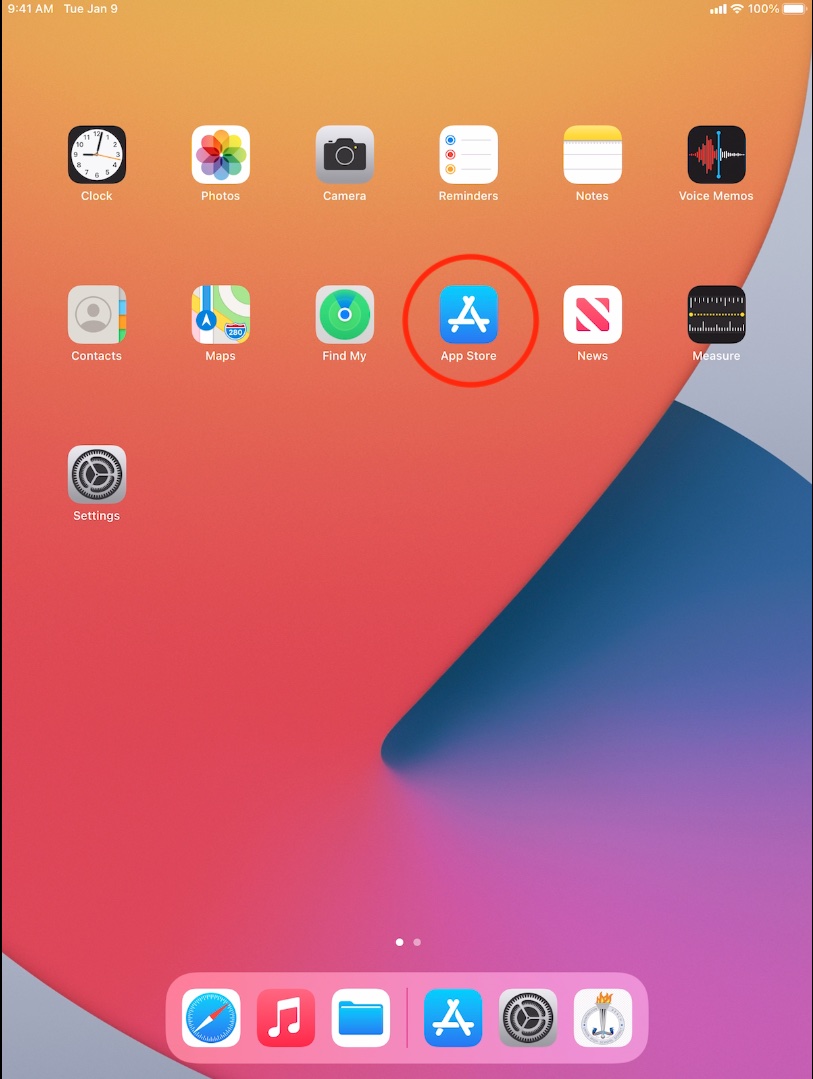 9:41 AM Tue Jan 9 100%
Clock Photos Camera Reminders Notes Voice Memos
280
Contacts Maps Find My App Store News Measure
Settings